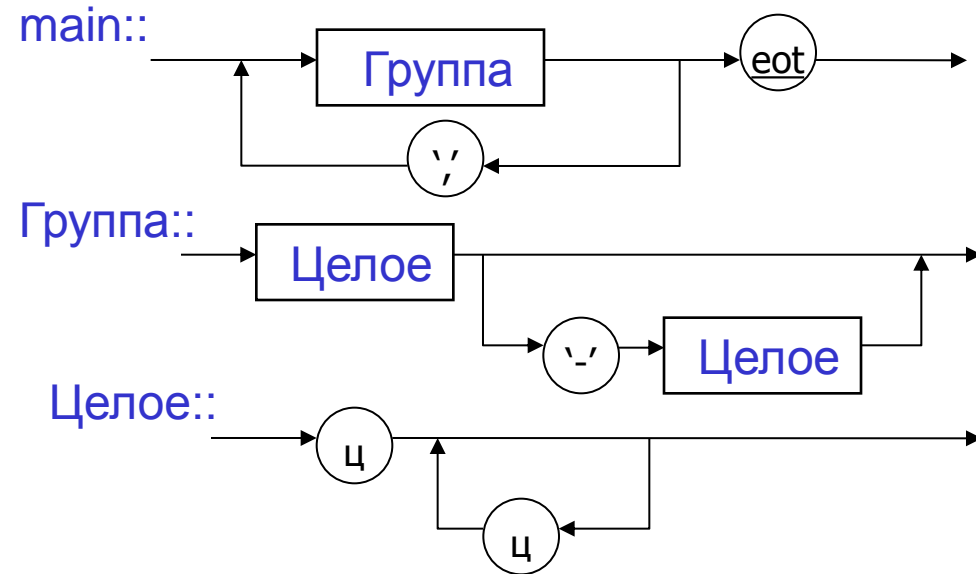 main::
Группа
eot
‘,’
Группа::
Целое
‘-’
Целое
Целое::
ц
ц